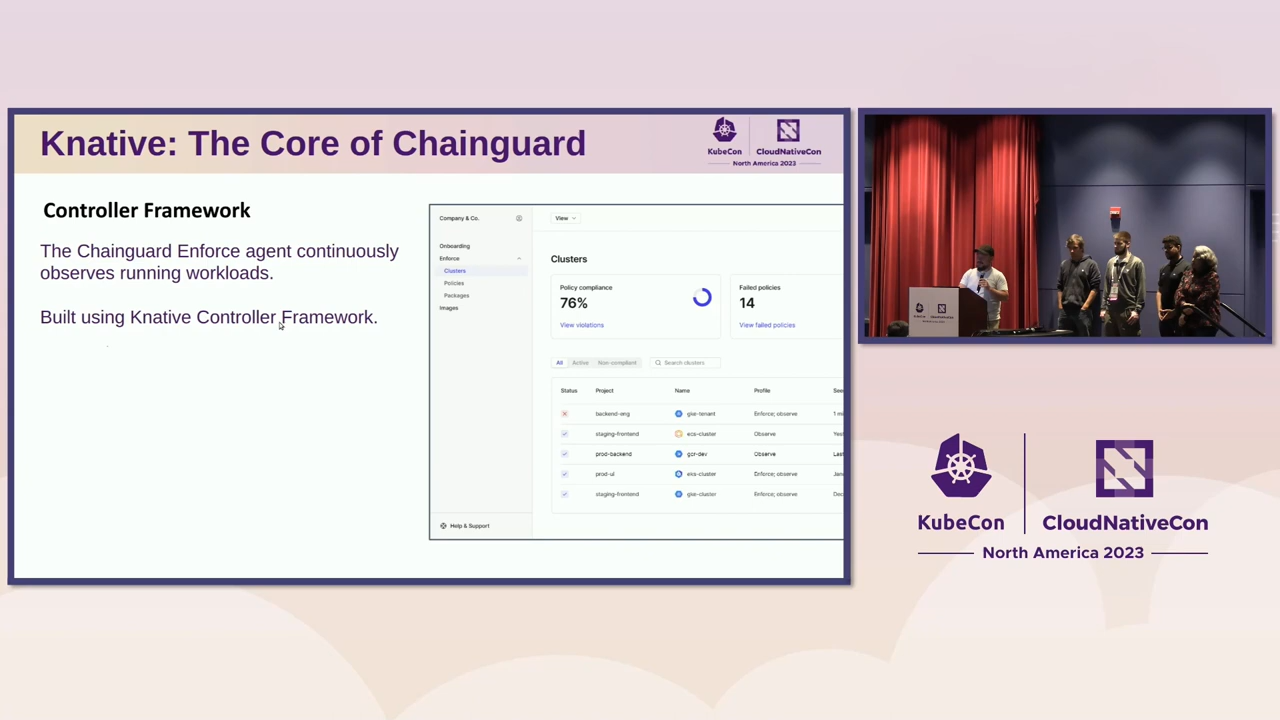 Knative: The Core of Chainguard
KubeCon
CloudNativeCon
North America 2023
Controller Framework
The Chainguard Enforce agent continuously
observes running workloads.
Built using Knative Controller Framework.
Company & Co.
Onboarding
Enforce
Clusters
Policies
Packages
Images
Help & Support
View
Clusters
Policy compliance
76%
View violations
Failed policies
14
View failed policies
All Active Non-compliant Search clusters
Status Project Name Profile
backend-eng gke-tenant Enforce; observe
staging-frontend ecs-cluster Observe
prod-backend gcr-dev Observe
prod-ui eks-cluster Enforce; observe
staging-frontend gke-cluster Enforce; observe
KubeCon
CloudNativeCon
North America 2023